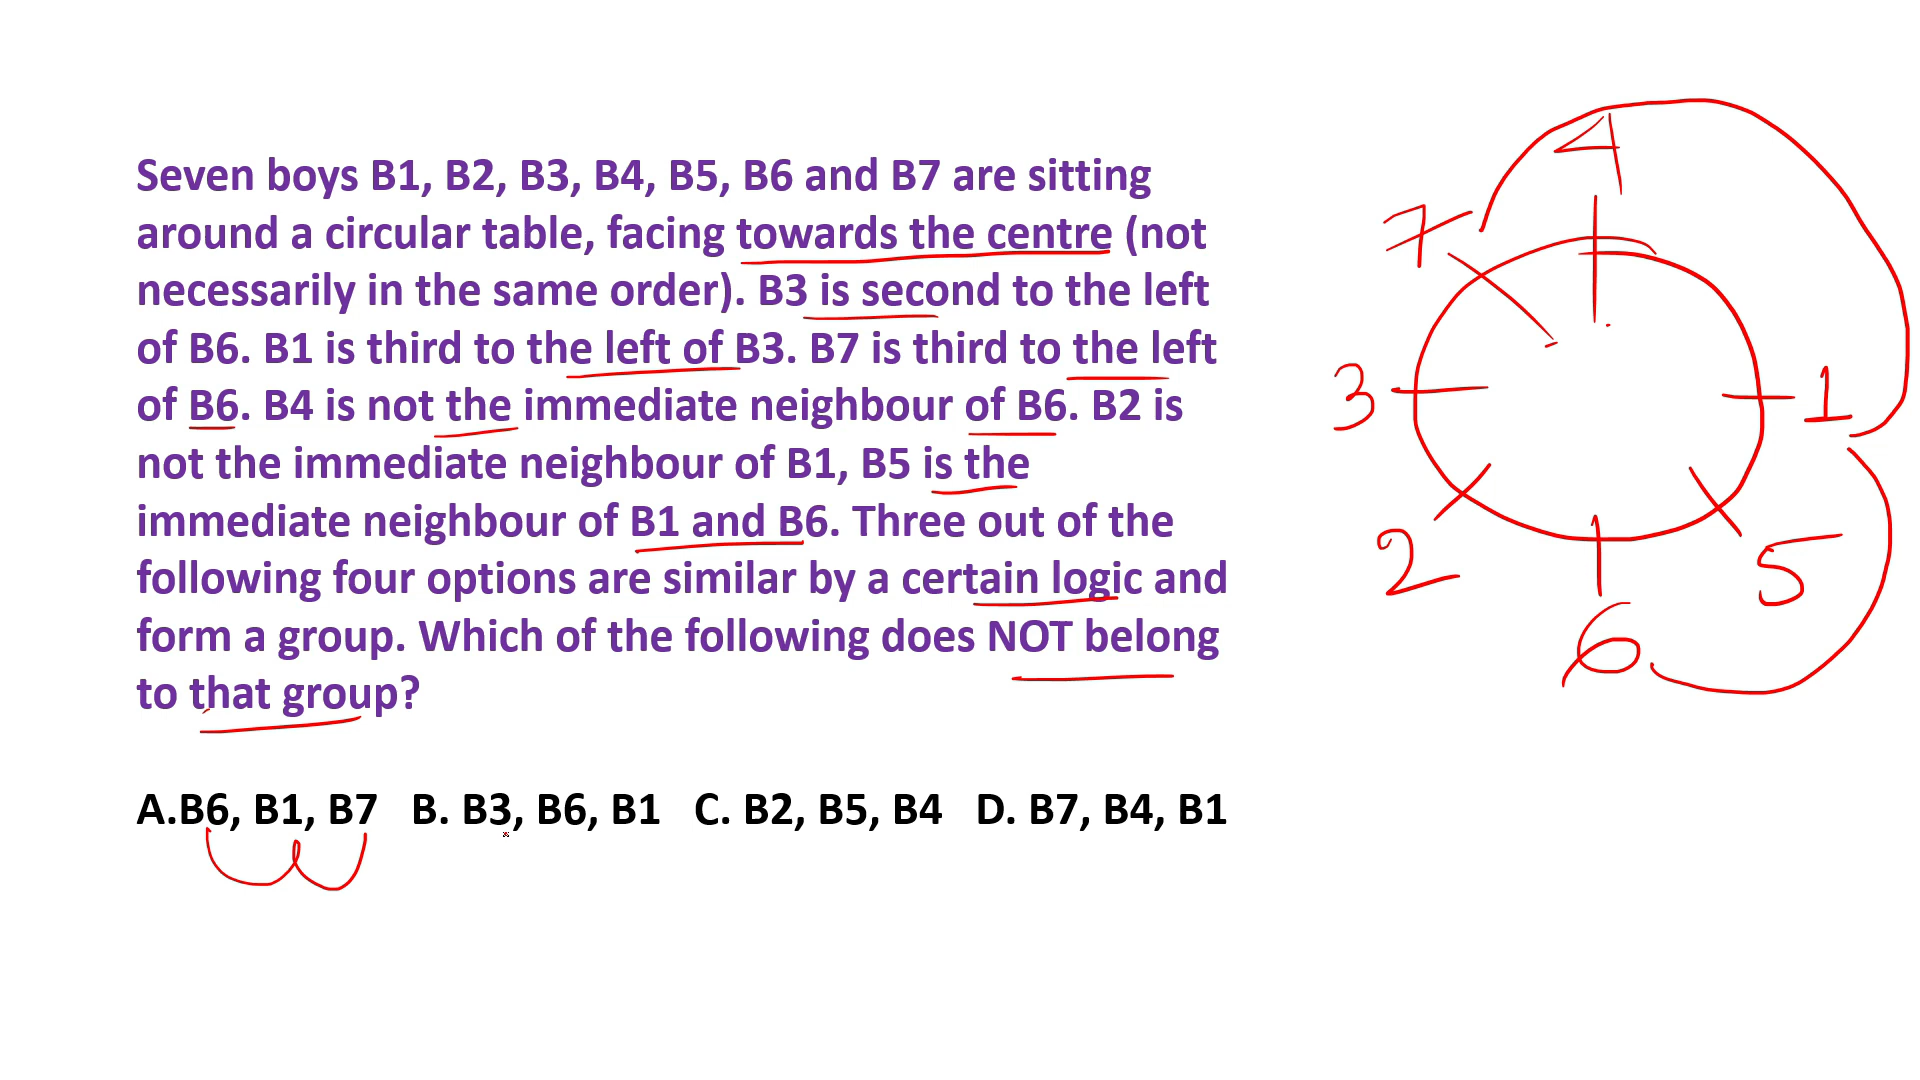 Seven boys B1, B2, B3, B4, B5, B6 and B7 are sitting
around a circular table, facing towards the centre (not
necessarily in the same order). B3 is second to the left
of B6. B1 is third to the left of B3. B7 is third to the left
of B6. B4 is not the immediate neighbour of B6. B2 is
not the immediate neighbour of B1, B5 is the
immediate neighbour of B1 and B6. Three out of the
following four options are similar by a certain logic and
form a group. Which of the following does NOT belong
to that group?
A.B6, B1, B7 B. B3, B6, B1 C. B2, B5, B4 D. B7, B4, B1
4
7
3
1
2
5
6